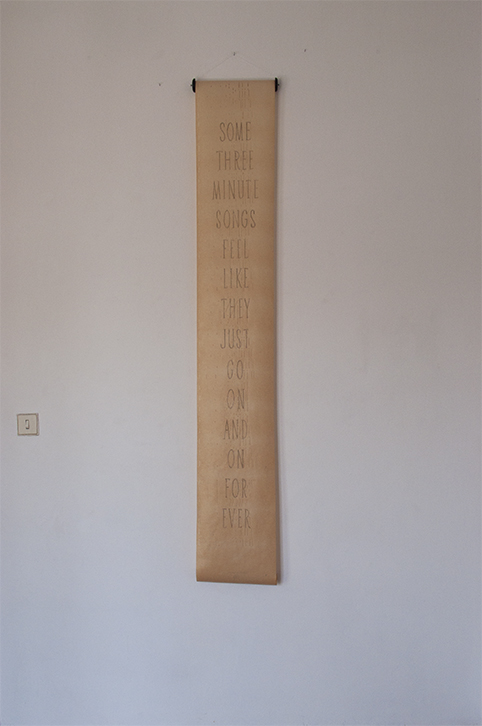 SOME
THREE
MINUTE
SONGS
FEEL
LIKE
THEY
JUST
GO
ON
AND
ON
FOR
EVER